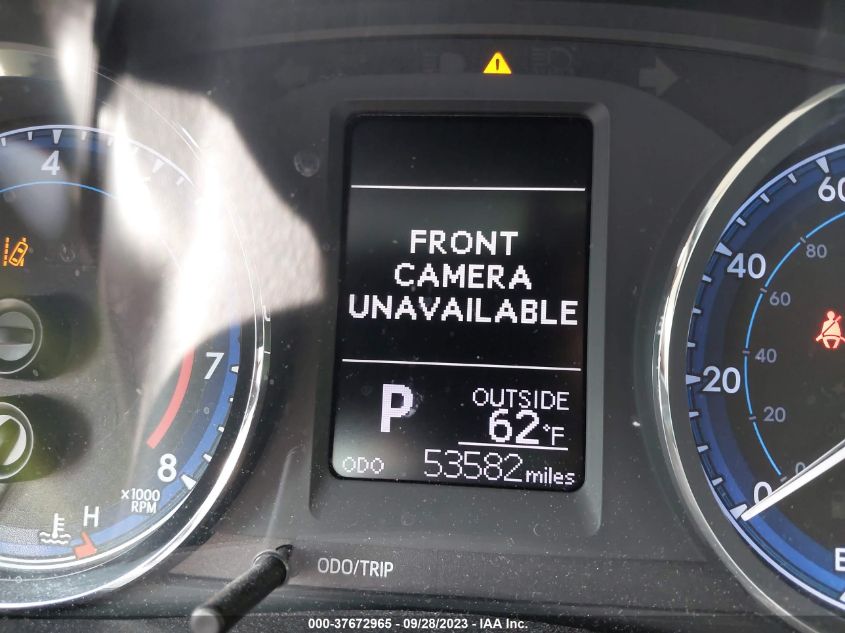 FRONT
CAMERA
UNAVAILABLE
P
OUTSIDE
62°F
ODO 53582 miles
ODO/TRIP
4
7
8
x1000
RPM
H
60
40
20
0
80
60
40
20
0
E
000-37672965 - 09/28/2023 - IAA Inc.